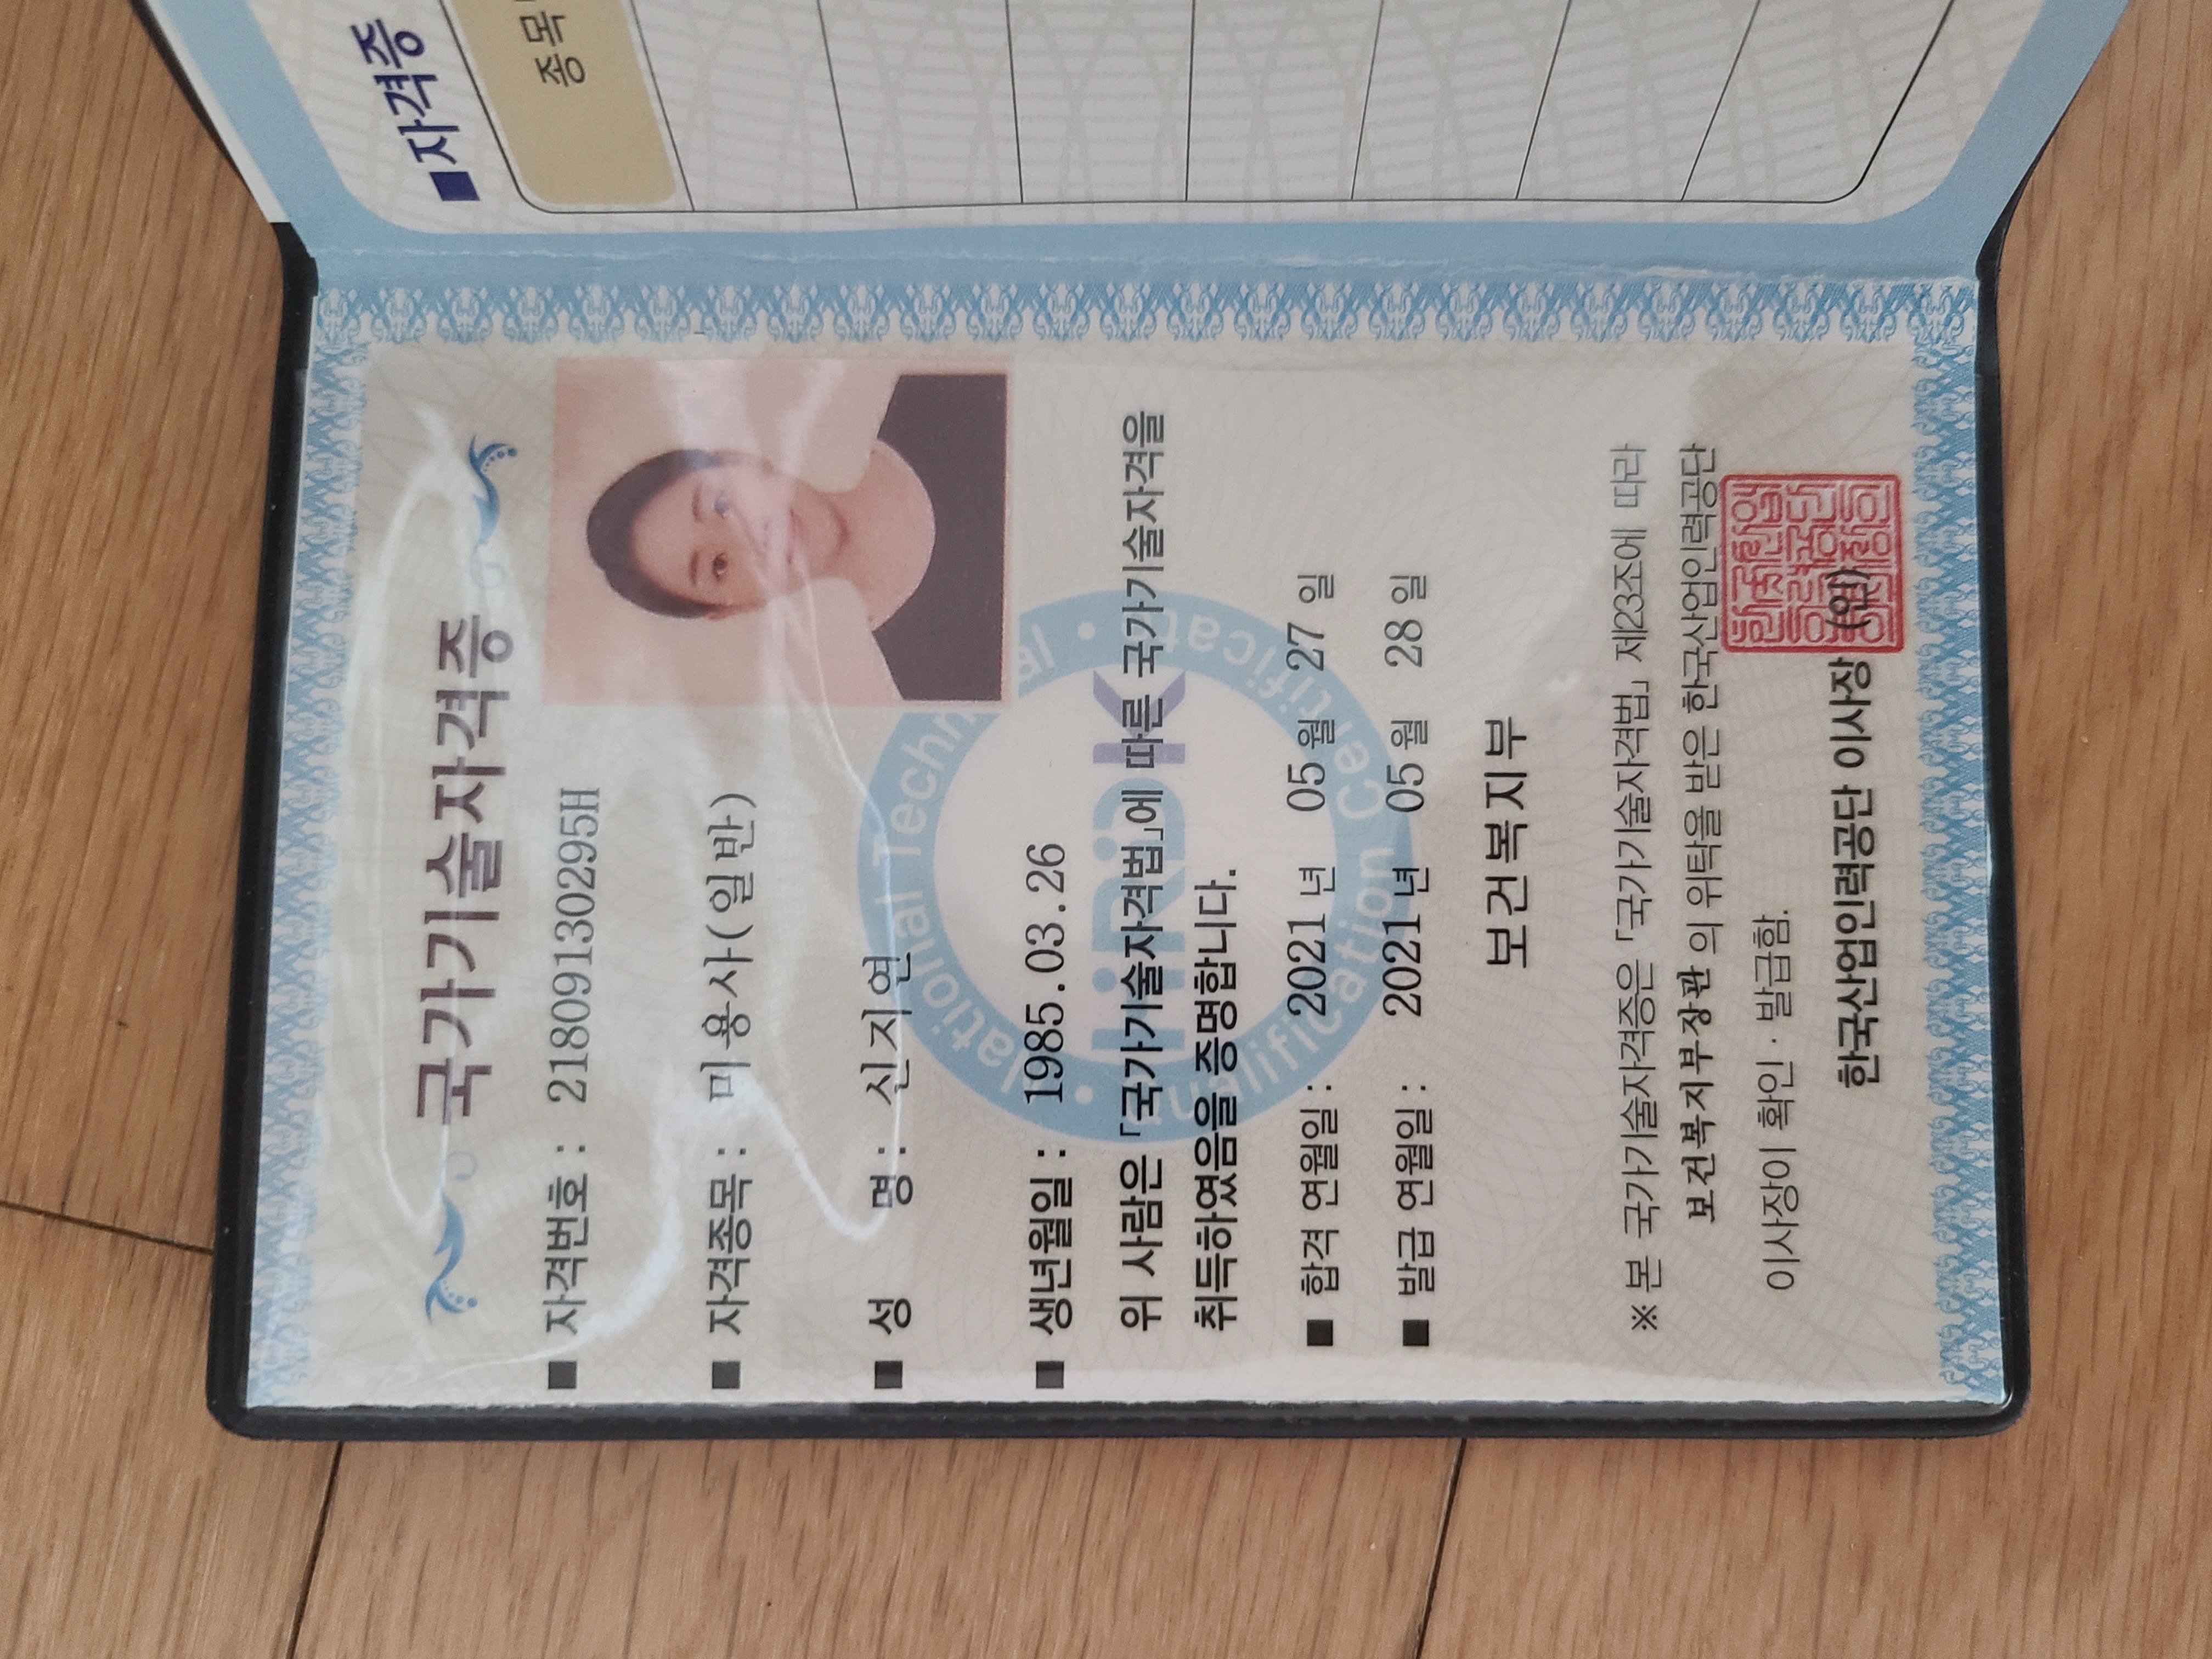 ■ 자격증
종목
국가기술자격증
■ 자격번호 : 21809130295H
■ 자격종목 : 미용사(일반)
■ 성 명 : 신지연
■ 생년월일 : 1985.03.26
위 사람은 「국가기술자격법」에 따른 국가기술자격을
취득하였음을 증명합니다.
■ 합격 연월일 : 2021 년 05 월 27 일
■ 발급 연월일 : 2021 년 05 월 28 일
보건복지부
※ 본 국가기술자격증은 「국가기술자격법」 제23조에 따라
보건복지부장관 의 위탁을 받은 한국산업인력공단
이사장이 확인 · 발급함.
한국산업인력공단 이사장 (인)
National Technical
Qualification Certificate
HRDK